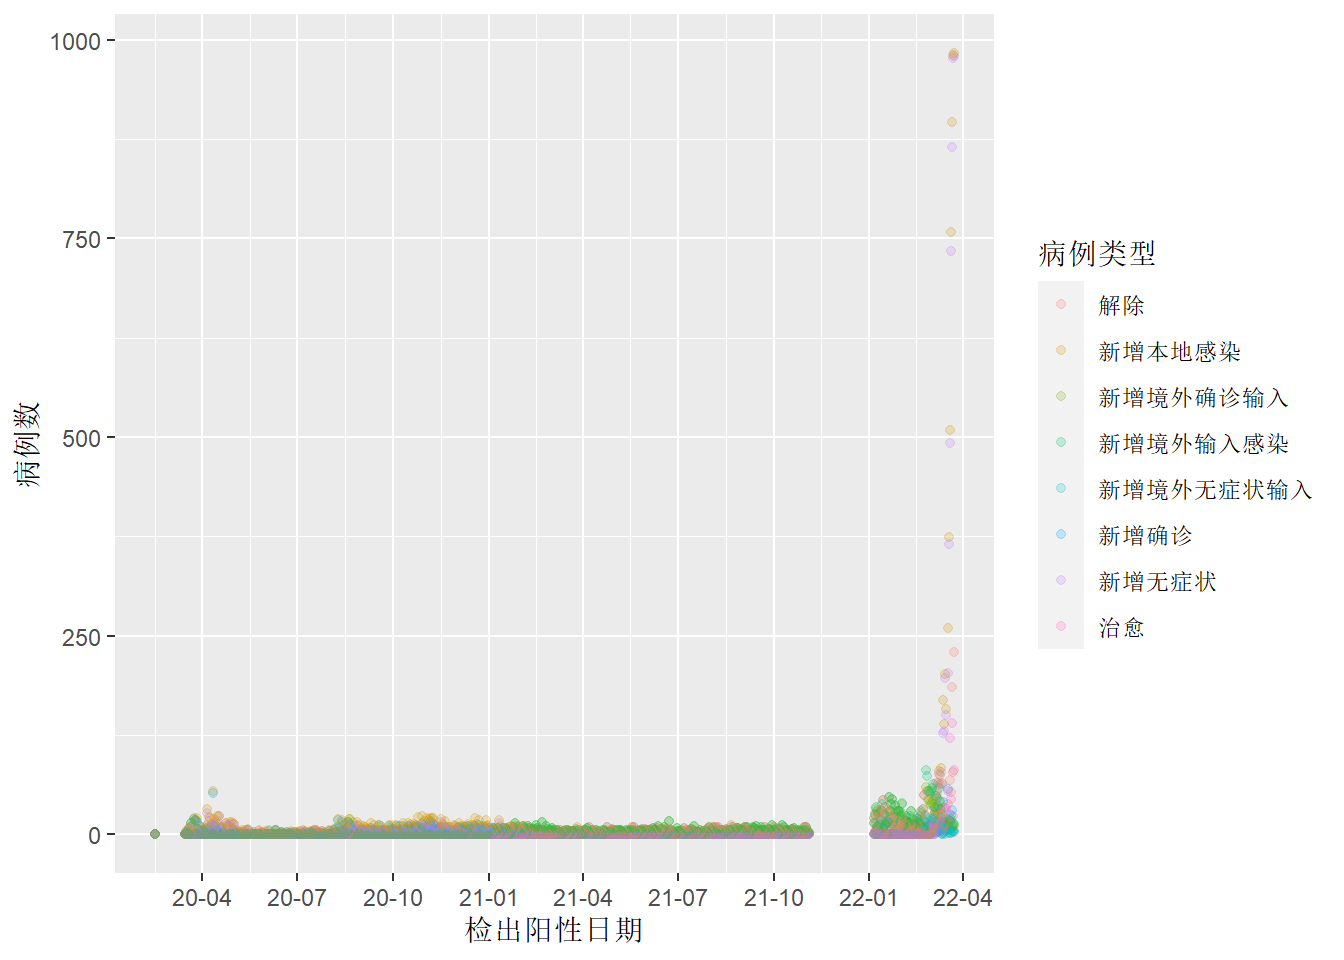 1000
750
500
250
0
病例数
20-04 20-07 20-10 21-01 21-04 21-07 21-10 22-01 22-04
检出阳性日期
病例类型
解除
新增本地感染
新增境外确诊输入
新增境外输入感染
新增境外无症状输入
新增确诊
新增无症状
治愈